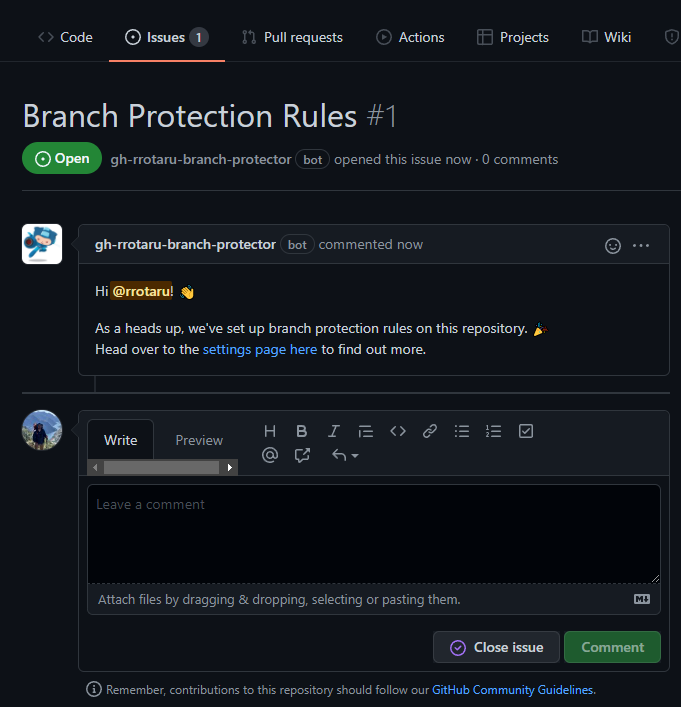 Code Issues 1 Pull requests Actions Projects Wiki
Branch Protection Rules #1
Open gh-rrotaru-branch-protector bot opened this issue now · 0 comments
gh-rrotaru-branch-protector bot commented now
Hi @rrotaru! 👋
As a heads up, we've set up branch protection rules on this repository. 🎉
Head over to the settings page here to find out more.
Write Preview
Leave a comment
Attach files by dragging & dropping, selecting or pasting them.
Close issue Comment
Remember, contributions to this repository should follow our GitHub Community Guidelines.